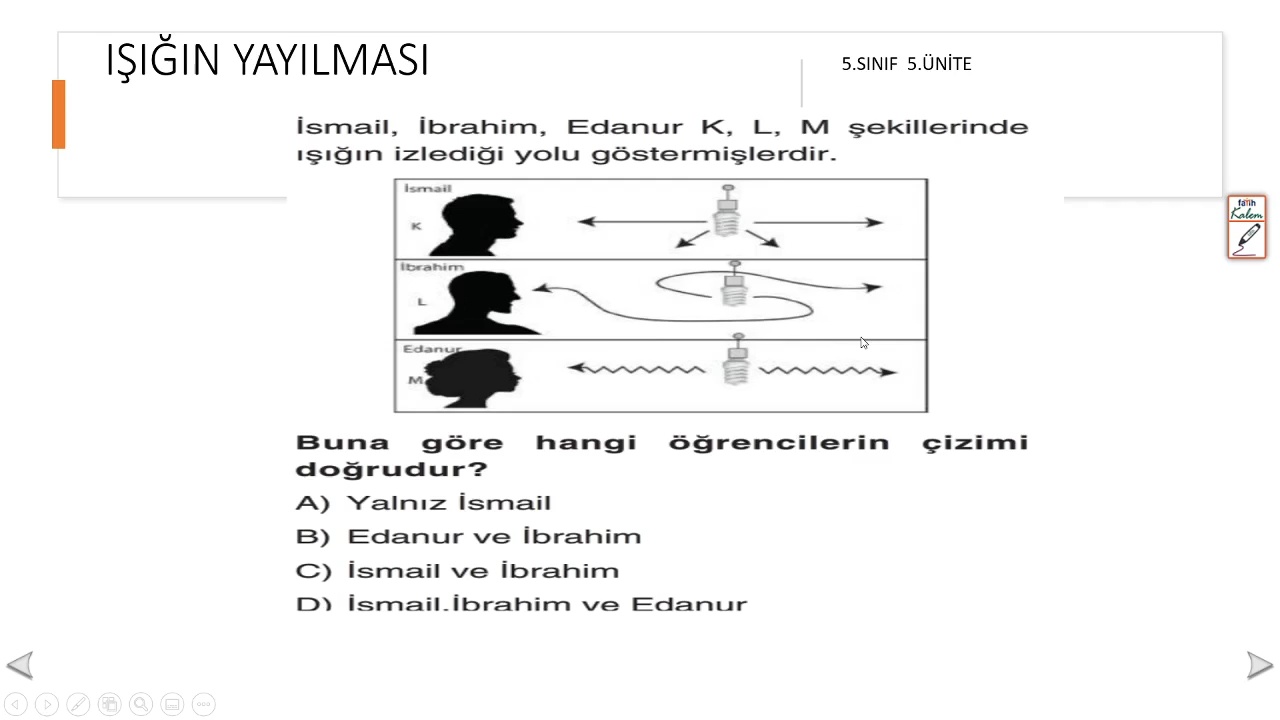 IŞIĞIN YAYILMASI
5.SINIF 5.ÜNİTE
İsmail, İbrahim, Edanur K, L, M şekillerinde
ışığın izlediği yolu göstermişlerdir.
İsmail
K
İbrahim
L
Edanur
M
Buna göre hangi öğrencilerin çizimi
doğrudur?
A) Yalnız İsmail
B) Edanur ve İbrahim
C) İsmail ve İbrahim
D) İsmail.İbrahim ve Edanur
fatih
Kalem